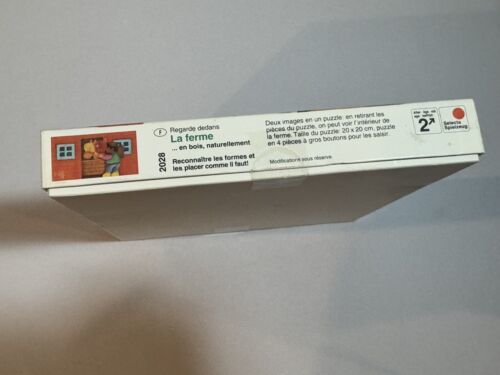 F
Regarde dedans
La ferme
... en bois, naturellement
2028
Reconnaître les formes et
les placer comme il faut!
Deux images en un puzzle: en retirant les
pièces du puzzle, on peut voir l'intérieur de
la ferme. Taille du puzzle: 20 x 20 cm, puzzle
en 4 pièces à gros boutons pour les saisir.
Modifications sous réserve.
2
Selecta
Spielzeug